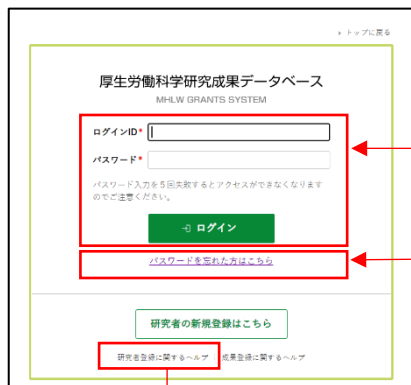 ▸ トップに戻る
厚生労働科学研究成果データベース
MHLW GRANTS SYSTEM
ログインID*
パスワード*
パスワード入力を5回失敗するとアクセスができなくなります
のでご注意ください。
ログイン
パスワードを忘れた方はこちら
研究者の新規登録はこちら
研究者登録に関するヘルプ 成果登録に関するヘルプ